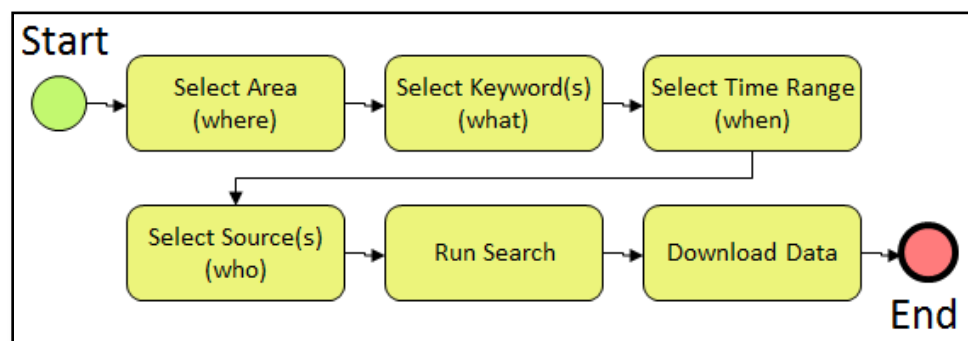 Start
Select Area
(where)
Select Keyword(s)
(what)
Select Time Range
(when)
Select Source(s)
(who)
Run Search
Download Data
End